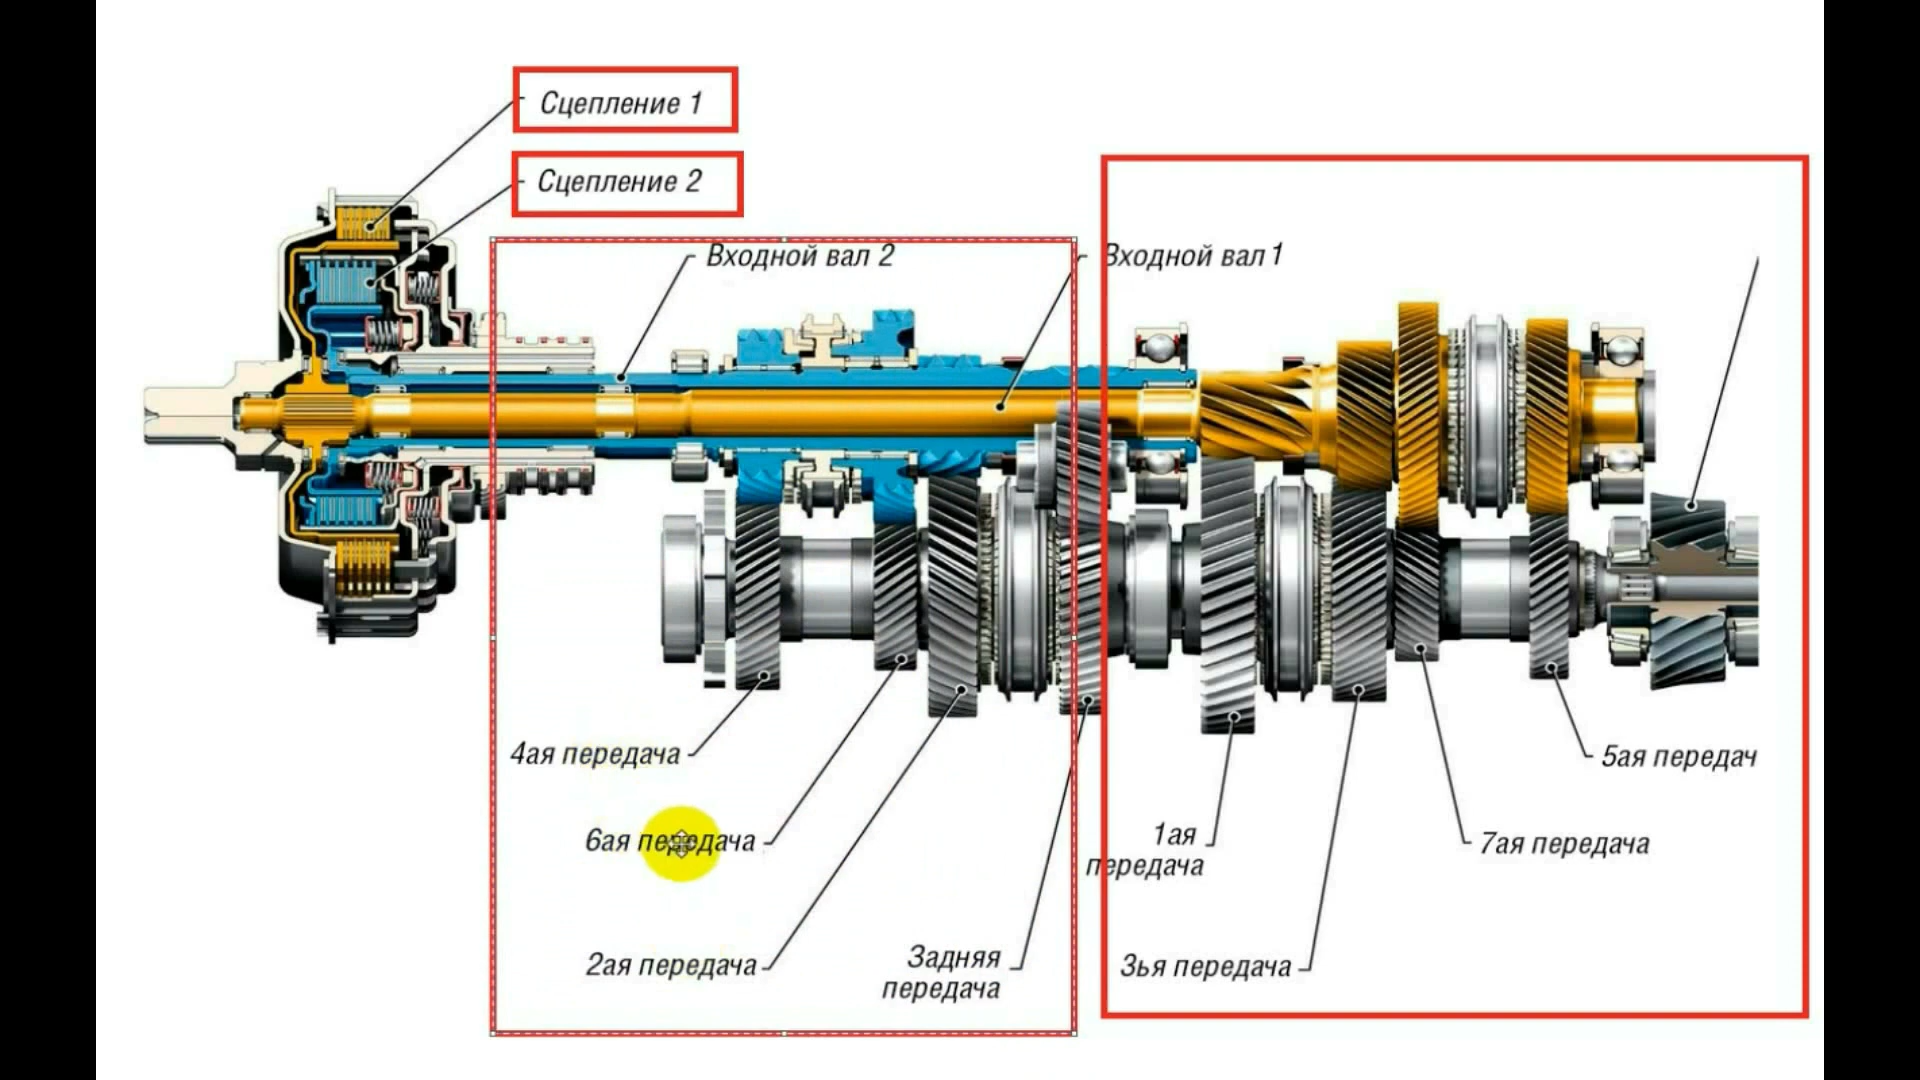 Сцепление 1
Сцепление 2
Входной вал 2
Входной вал 1
4ая передача
6ая передача
2ая передача
Задняя
передача
1ая
передача
3ья передача
7ая передача
5ая передач